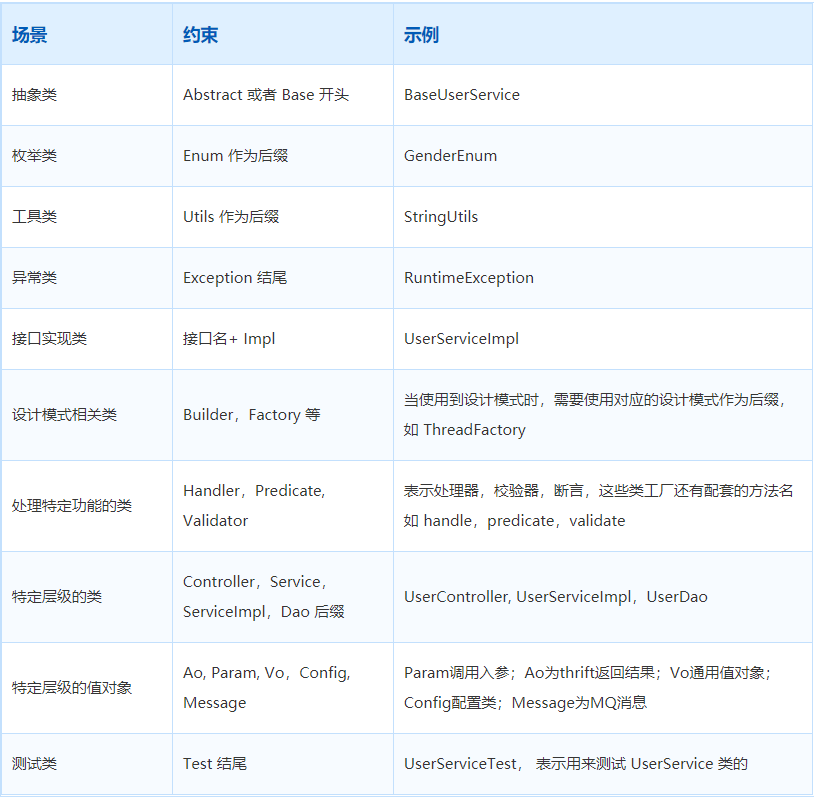 场景 约束 示例
抽象类 Abstract 或者 Base 开头 BaseUserService
枚举类 Enum 作为后缀 GenderEnum
工具类 Utils 作为后缀 StringUtils
异常类 Exception 结尾 RuntimeException
接口实现类 接口名+ Impl UserServiceImpl
设计模式相关类 Builder，Factory 等 当使用到设计模式时，需要使用对应的设计模式作为后缀，
如 ThreadFactory
处理特定功能的类 Handler，Predicate, 表示处理器，校验器，断言，这些类工厂还有配套的方法名
Validator 如 handle，predicate，validate
特定层级的类 Controller，Service， UserController, UserServiceImpl，UserDao
ServiceImpl，Dao 后缀
特定层级的值对象 Ao, Param, Vo，Config, Param调用入参；Ao为thrift返回结果；Vo通用值对象；
Message Config配置类；Message为MQ消息
测试类 Test 结尾 UserServiceTest， 表示用来测试 UserService 类的